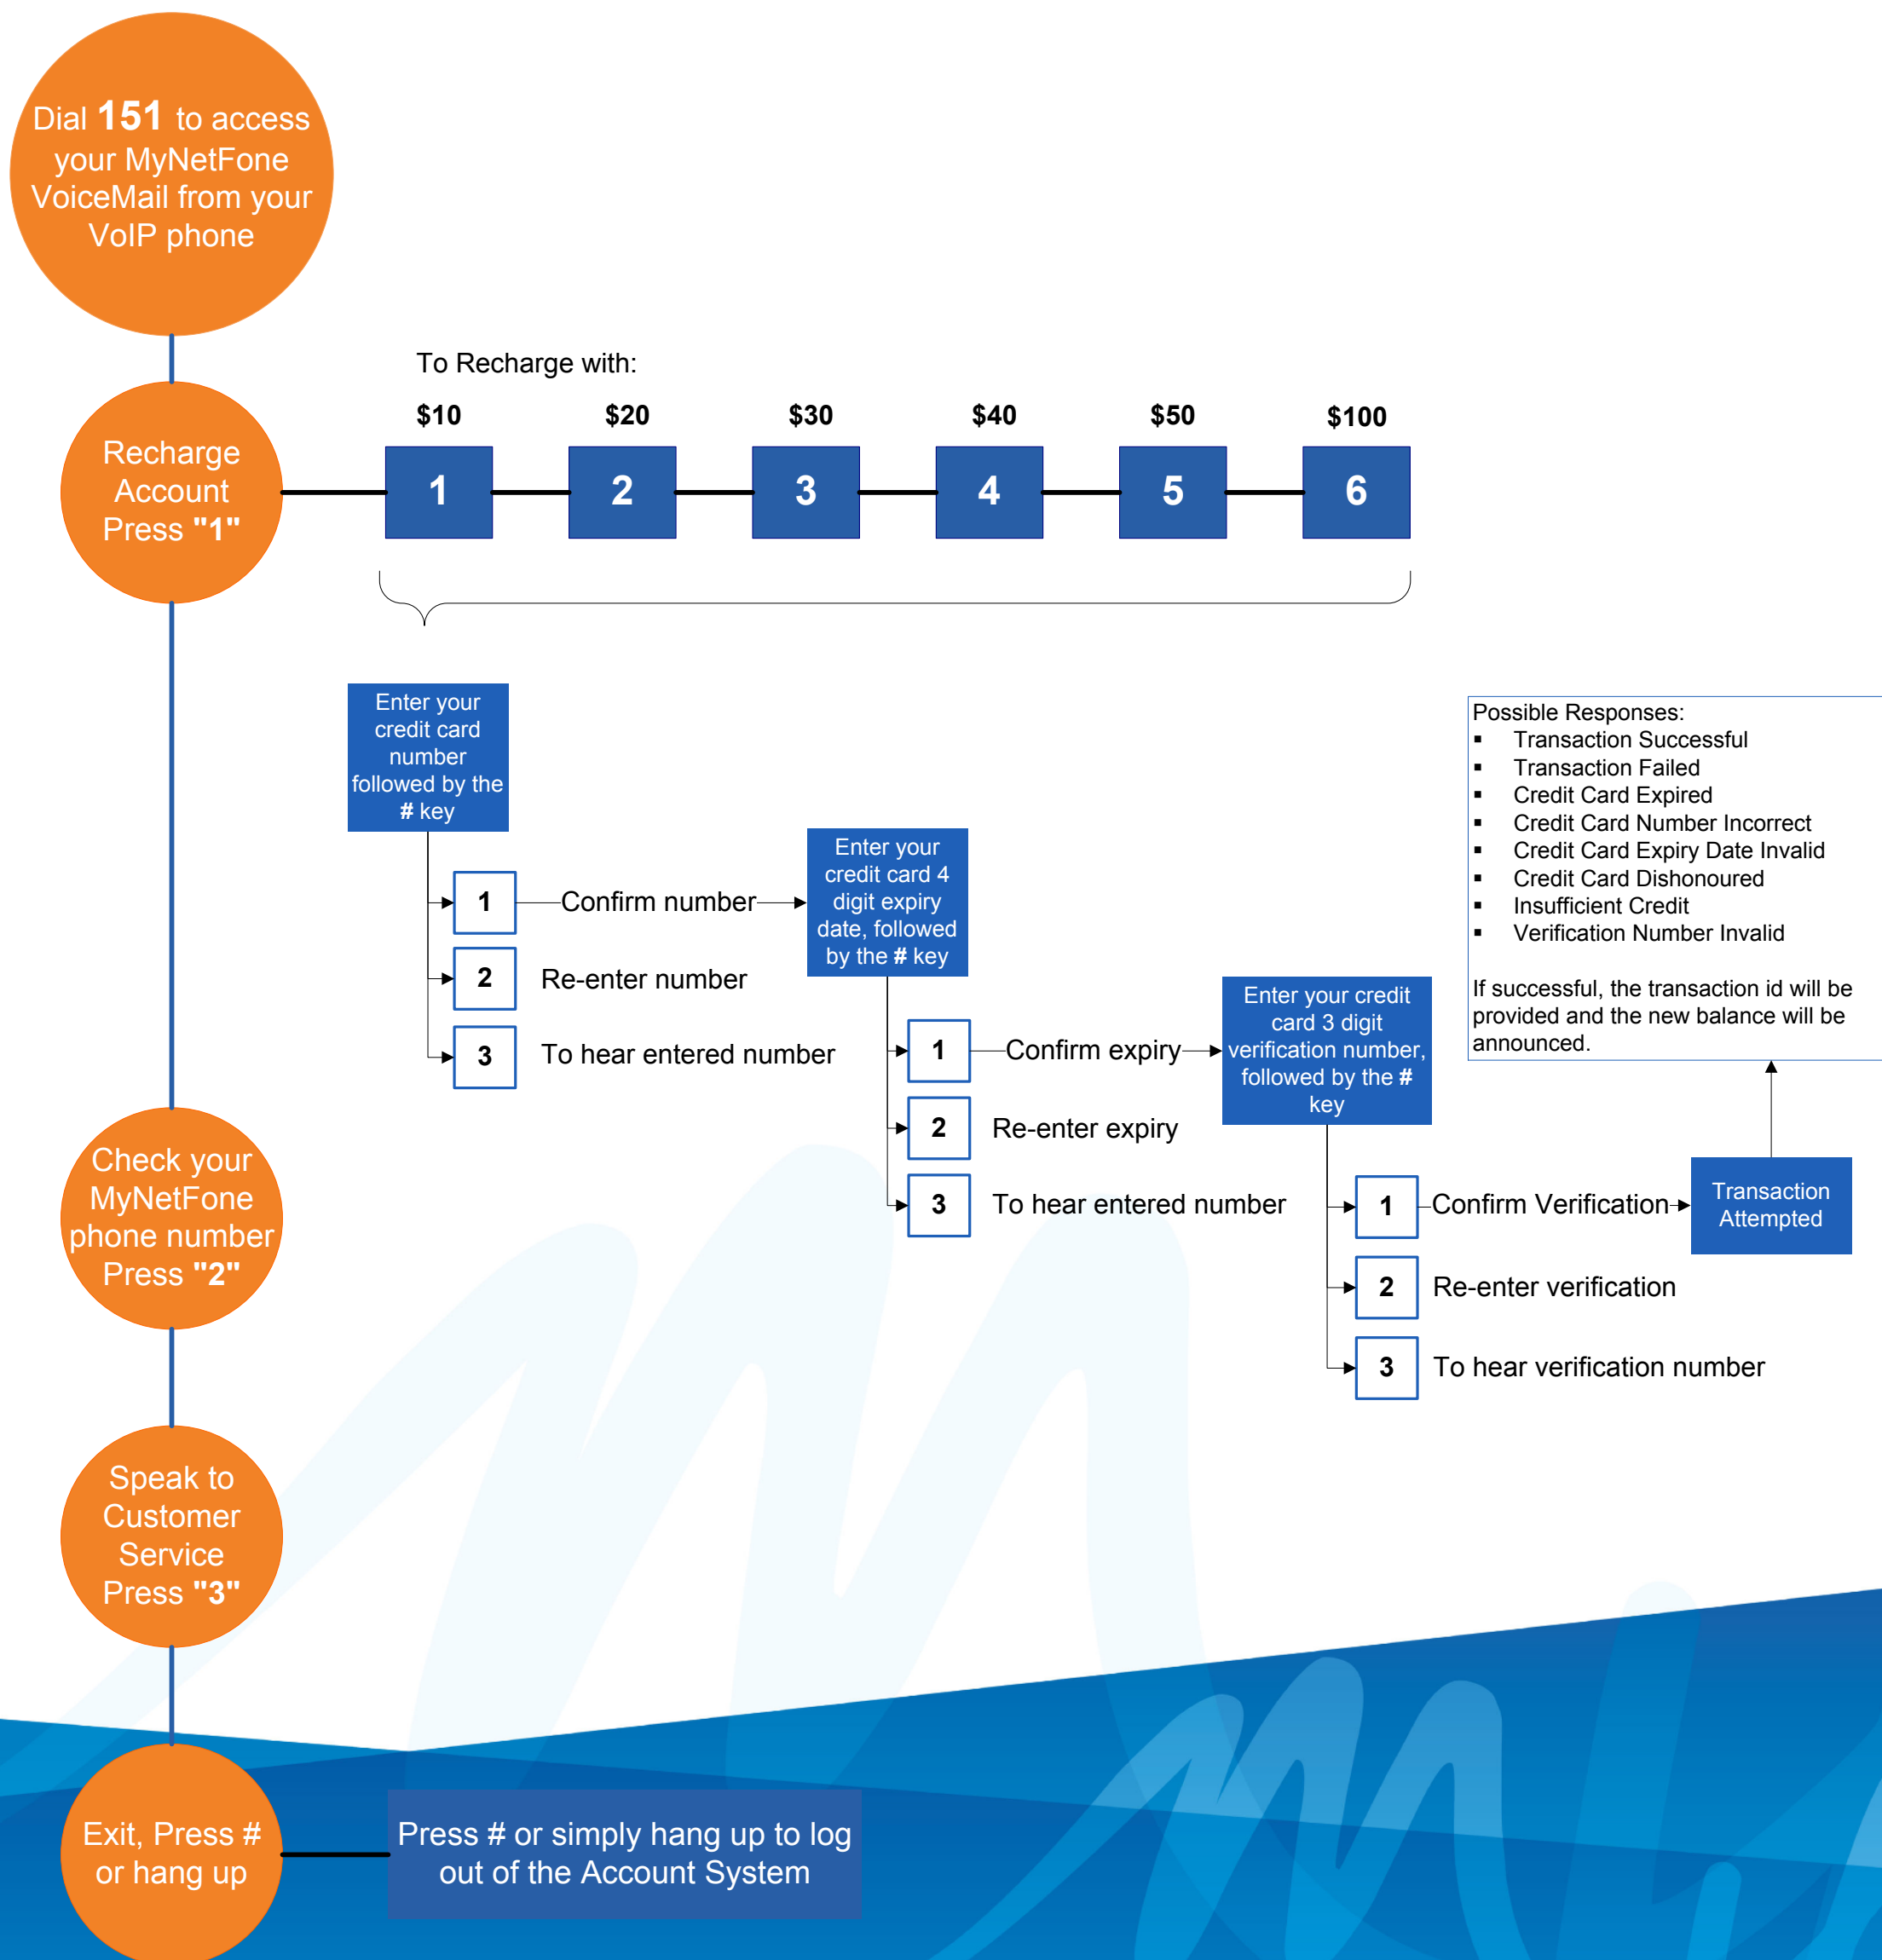 Dial 151 to access
your MyNetFone
VoiceMail from your
VoIP phone
To Recharge with:
$10 $20 $30 $40 $50 $100
Recharge
Account
Press "1"
1 2 3 4 5 6
Enter your
credit card
number
followed by the
# key
1 Confirm number
2 Re-enter number
3 To hear entered number
Enter your
credit card 4
digit expiry
date, followed
by the # key
1 Confirm expiry
2 Re-enter expiry
3 To hear entered number
Enter your credit
card 3 digit
verification number,
followed by the #
key
1 Confirm Verification
2 Re-enter verification
3 To hear verification number
Transaction
Attempted
Possible Responses:
▪ Transaction Successful
▪ Transaction Failed
▪ Credit Card Expired
▪ Credit Card Number Incorrect
▪ Credit Card Expiry Date Invalid
▪ Credit Card Dishonoured
▪ Insufficient Credit
▪ Verification Number Invalid
If successful, the transaction id will be
provided and the new balance will be
announced.
Check your
MyNetFone
phone number
Press "2"
Speak to
Customer
Service
Press "3"
Exit, Press #
or hang up
Press # or simply hang up to log
out of the Account System